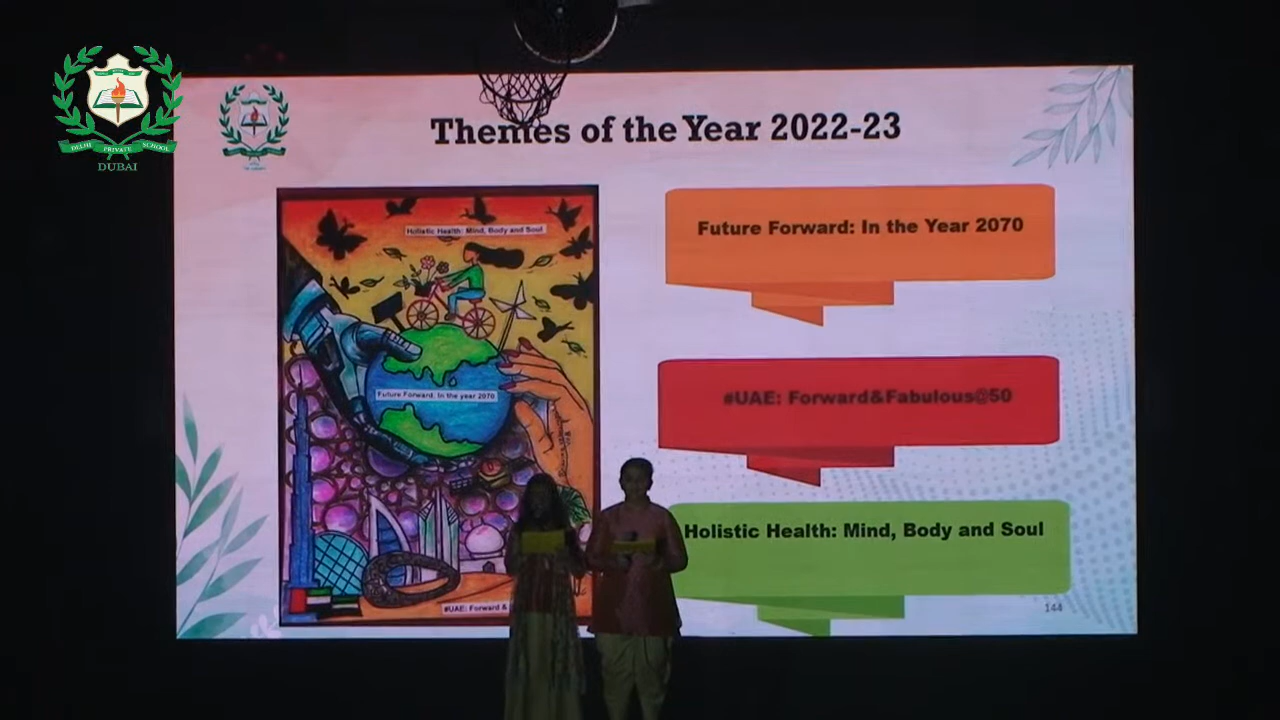 DELHI PRIVATE SCHOOL
DUBAI
Themes of the Year 2022-23
Holistic Health: Mind, Body and Soul
Future Forward: In the year 2070
#UAE: Forward &
Future Forward: In the Year 2070
#UAE: Forward&Fabulous@50
Holistic Health: Mind, Body and Soul
144